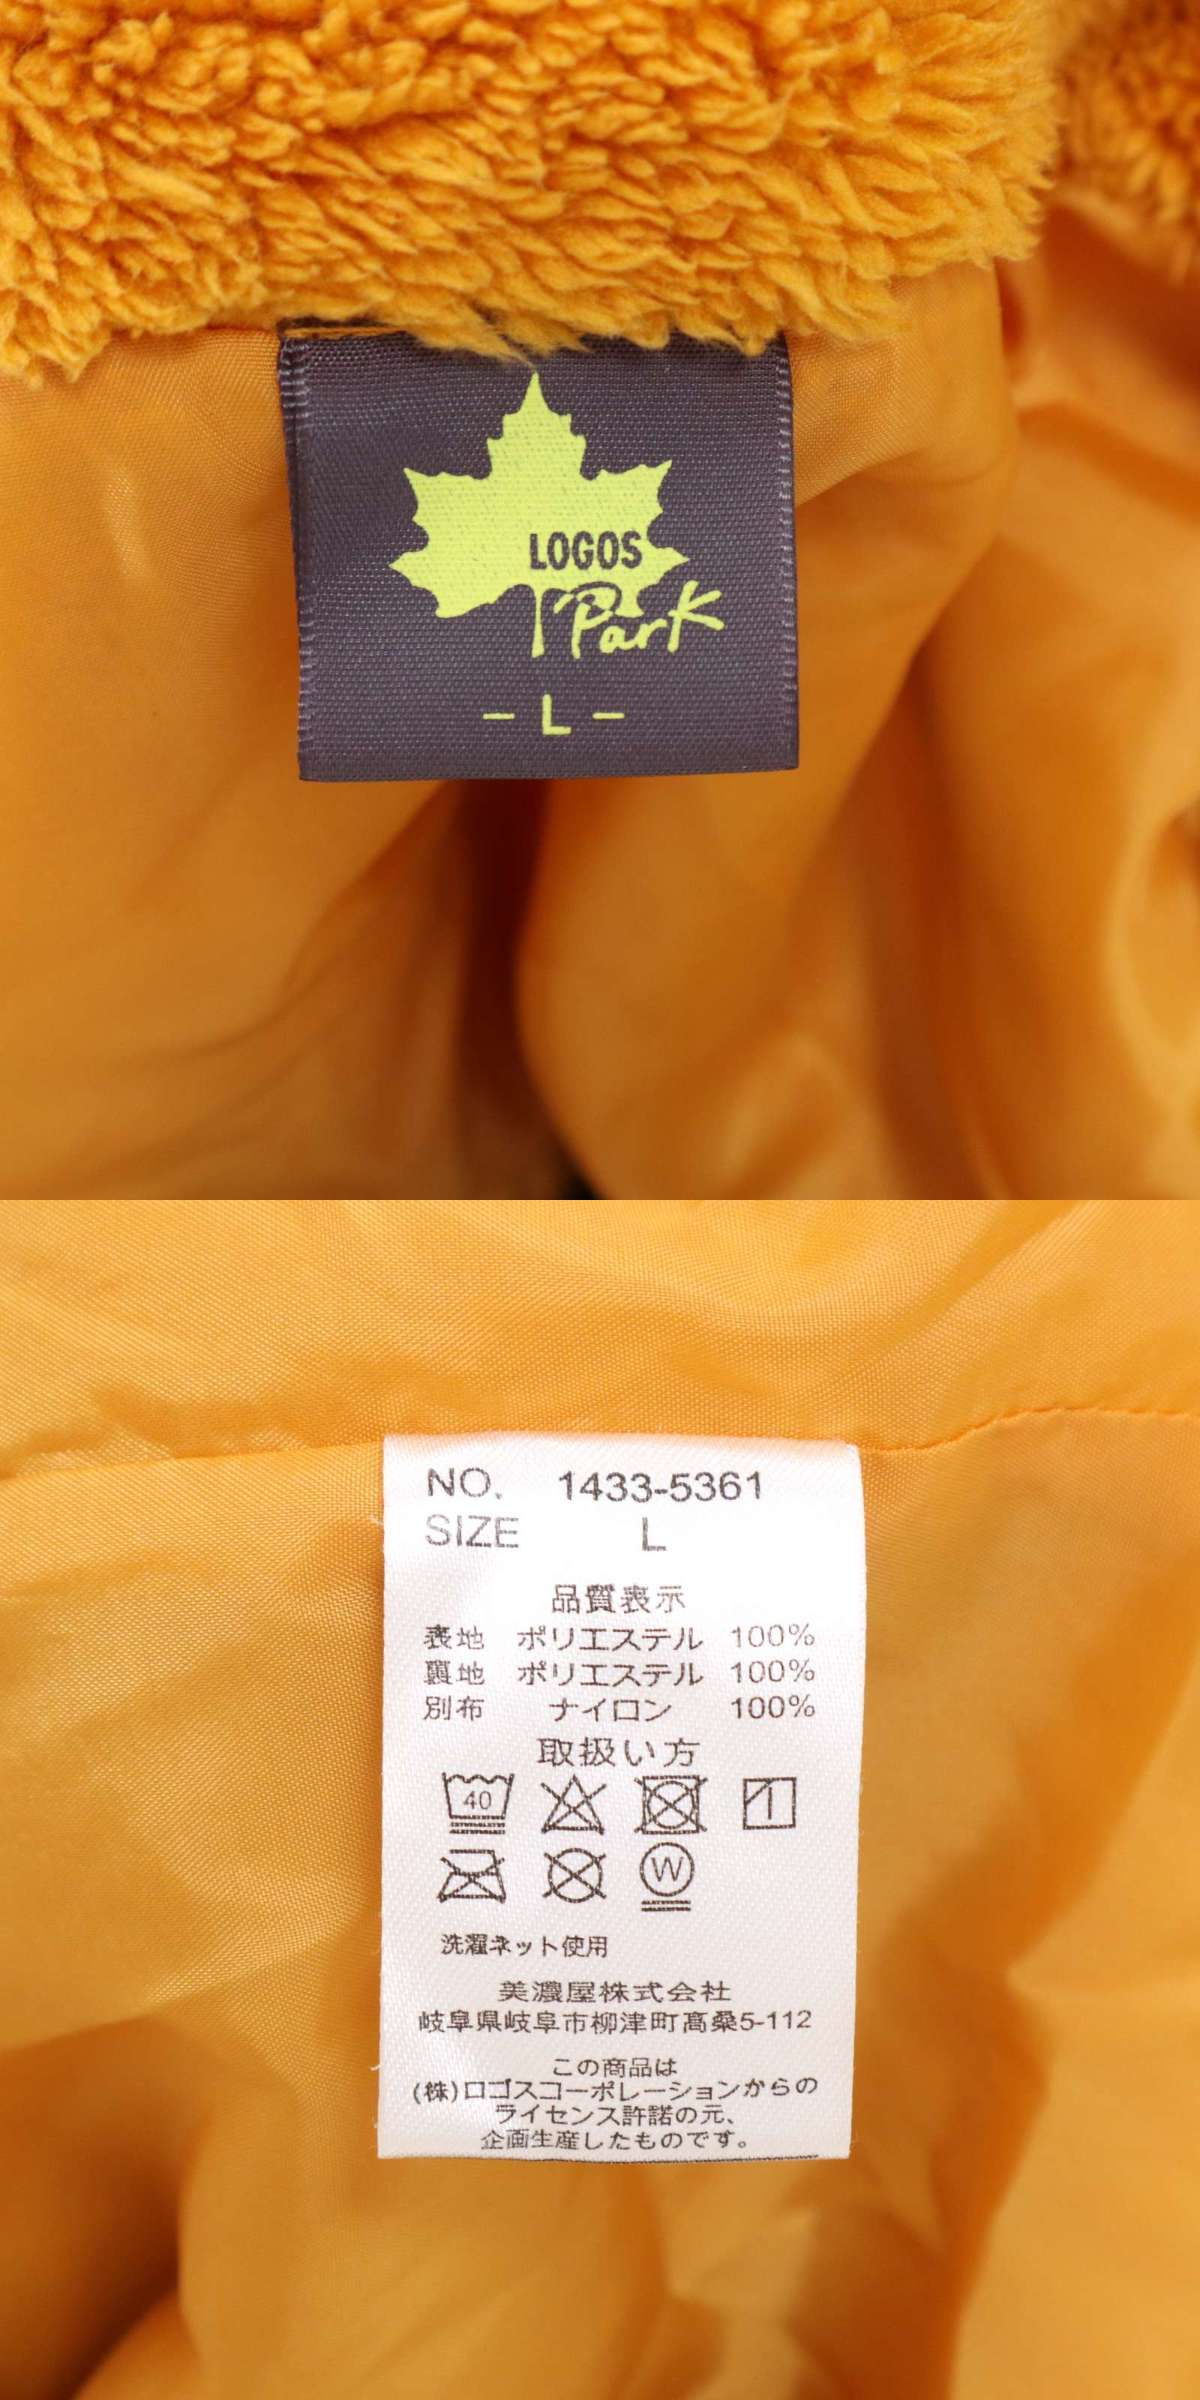 LOGOS
Park
- L -
NO. 1433-5361
SIZE L
品質表示
表地 ポリエステル 100%
裏地 ポリエステル 100%
別布 ナイロン 100%
取扱い方
40
W
洗濯ネット使用
美濃屋株式会社
岐阜県岐阜市柳津町高桑5-112
この商品は
(株)ロゴスコーポレーションからの
ライセンス許諾の元、
企画生産したものです。